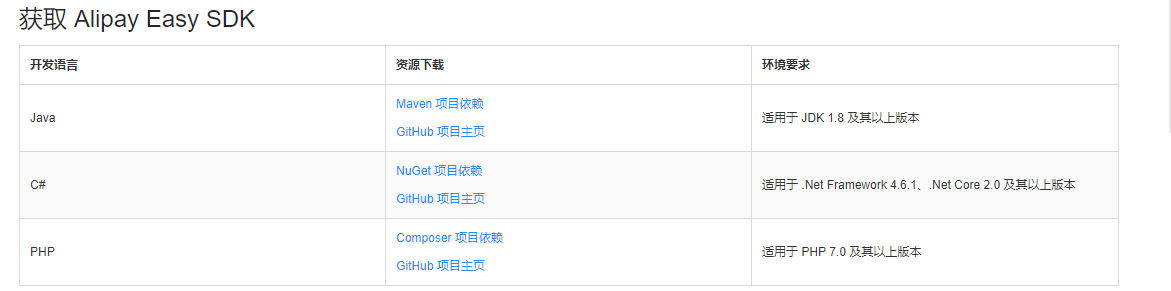 获取 Alipay Easy SDK
开发语言 资源下载 环境要求
Java
Maven 项目依赖
GitHub 项目主页
适用于 JDK 1.8 及其以上版本
C#
NuGet 项目依赖
GitHub 项目主页
适用于 .Net Framework 4.6.1、.Net Core 2.0 及其以上版本
PHP
Composer 项目依赖
GitHub 项目主页
适用于 PHP 7.0 及其以上版本